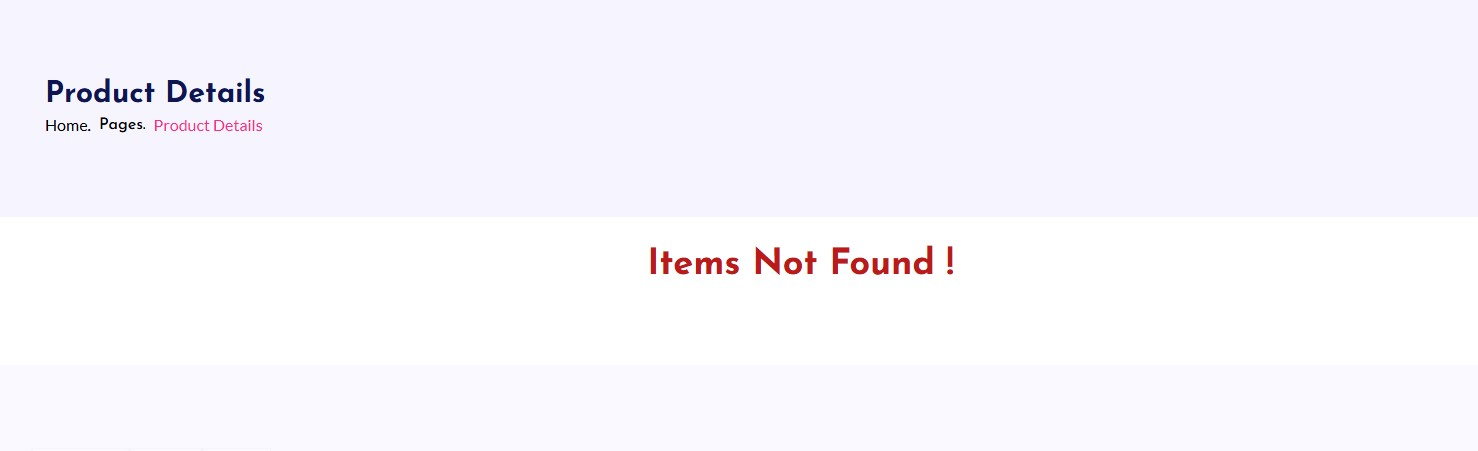 Product Details
Home. Pages. Product Details
Items Not Found !